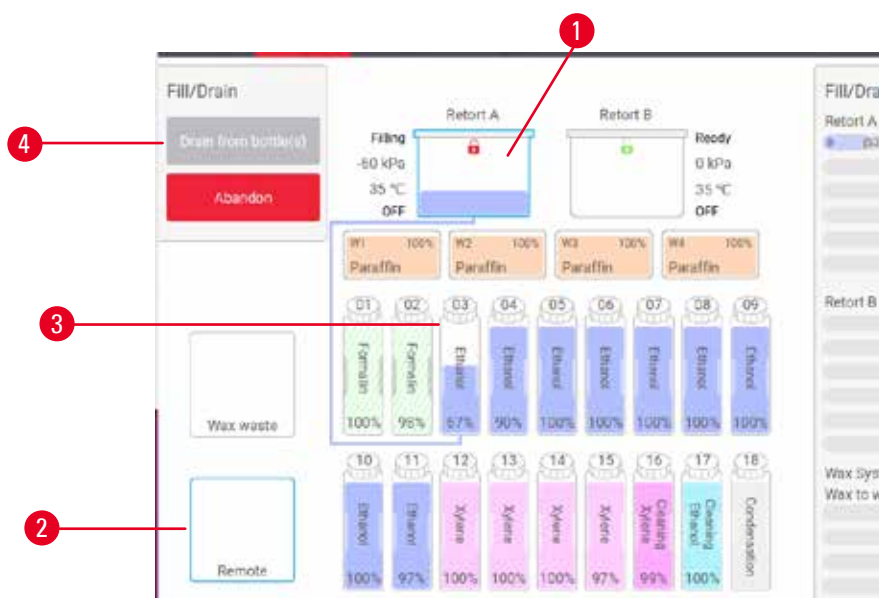 1
Fill/Drain
Fill/Dra
Retort A
Retort B
Retort A
4
Drain from bottle(s)
Filling
Ready
-60 kPa
0 kPa
Abandon
35 °C
35 °C
OFF
OFF
W1 100%
W2 100%
W3 100%
W4 100%
Paraffin
Paraffin
Paraffin
Paraffin
3
01 02 03 04 05 06 07 08 09
Retort B
Formalin
Formalin
Ethanol
Ethanol
Ethanol
Ethanol
Ethanol
Ethanol
Ethanol
Wax waste
100% 98% 67% 90% 100% 100% 100% 100% 100%
10 11 12 13 14 15 16 17 18
Wax Sys
Wax to w
2
Ethanol
Ethanol
Xylene
Xylene
Xylene
Xylene
Cleaning
Xylene
Cleaning
Ethanol
Condensation
Remote
100% 97% 100% 100% 100% 97% 99% 100%